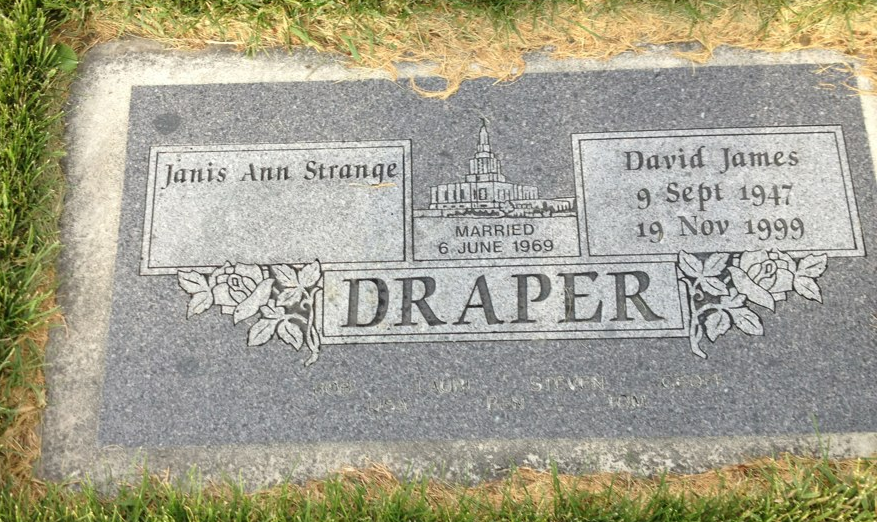 Janis Ann Strange
MARRIED
6 JUNE 1969
David James
9 Sept 1947
19 Nov 1999
DRAPER
STEVEN